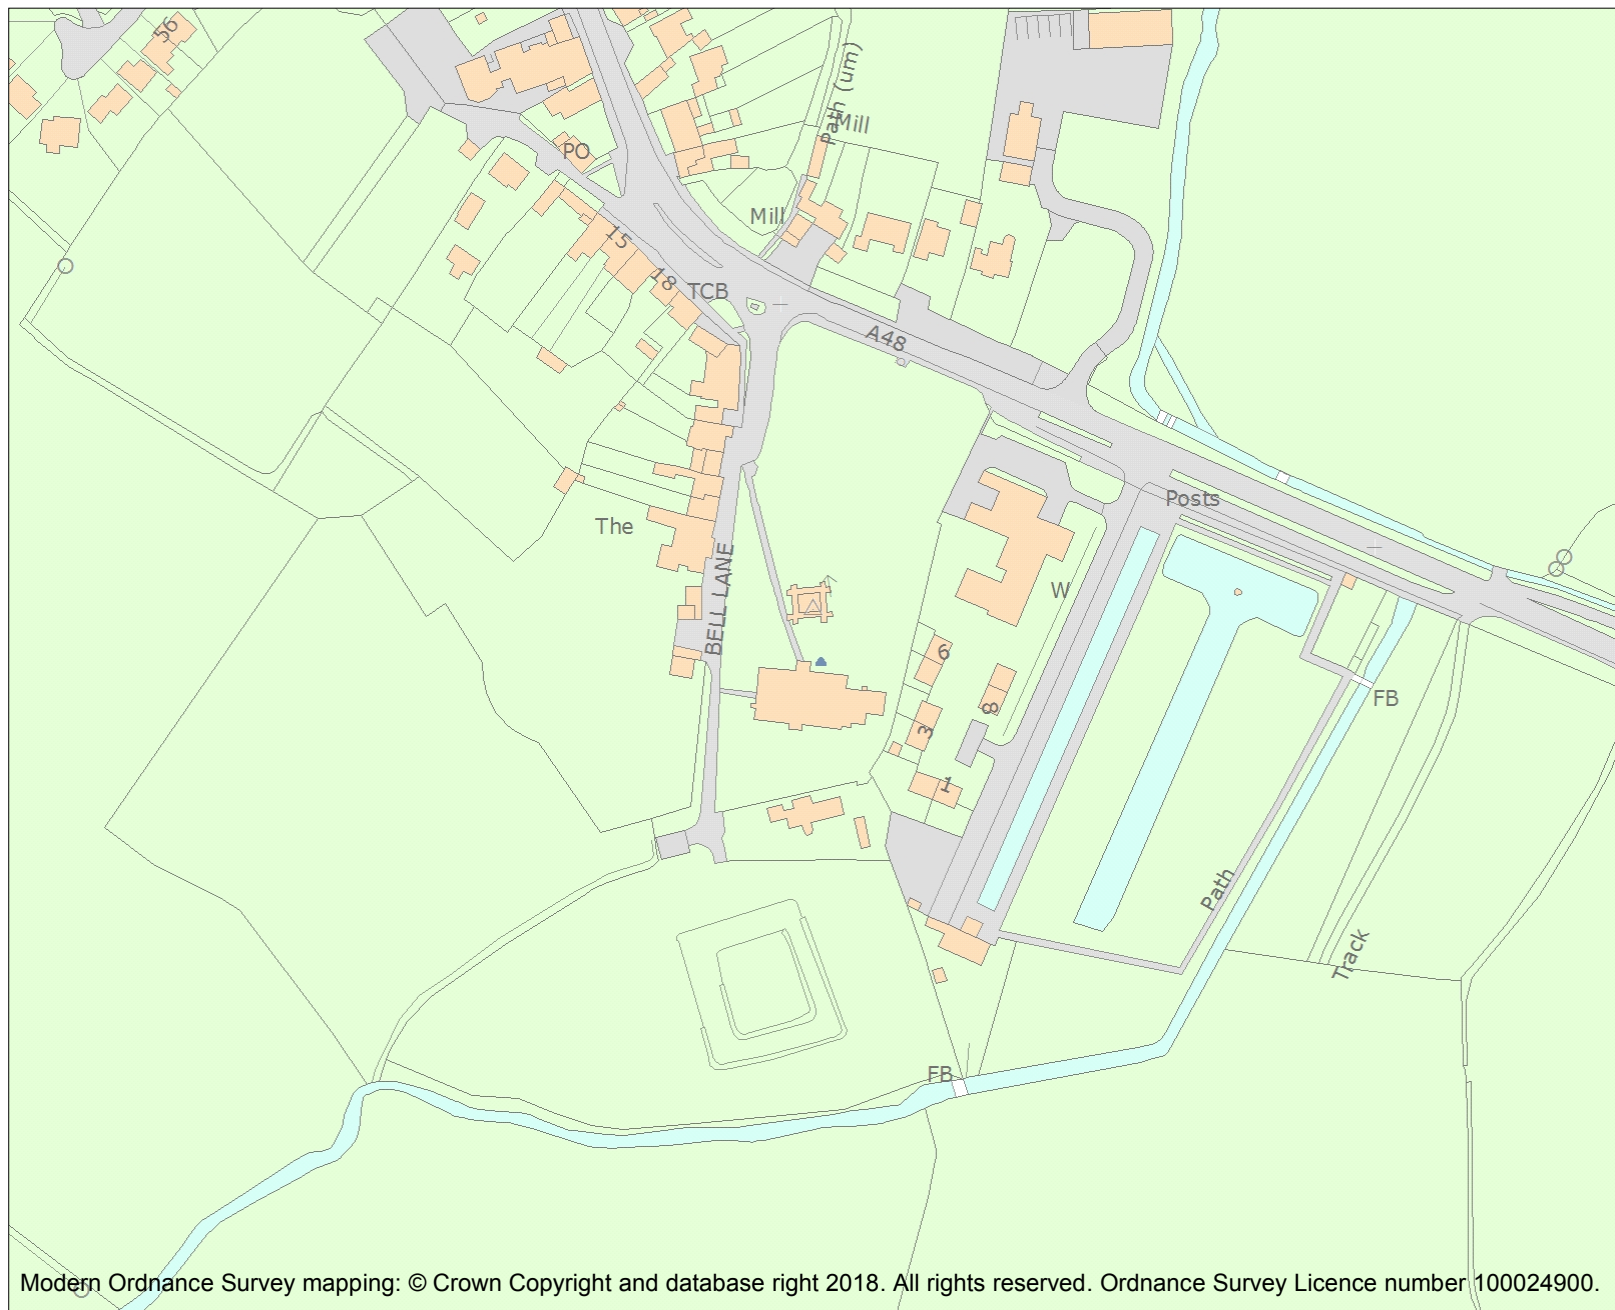 56
Path (um)
Mill
PO
Mill
15
18
TCB
A48
Posts
The
BELL LANE
W
6
8
FB
3
1
Path
Track
FB
Modern Ordnance Survey mapping: © Crown Copyright and database right 2018. All rights reserved. Ordnance Survey Licence number 100024900.